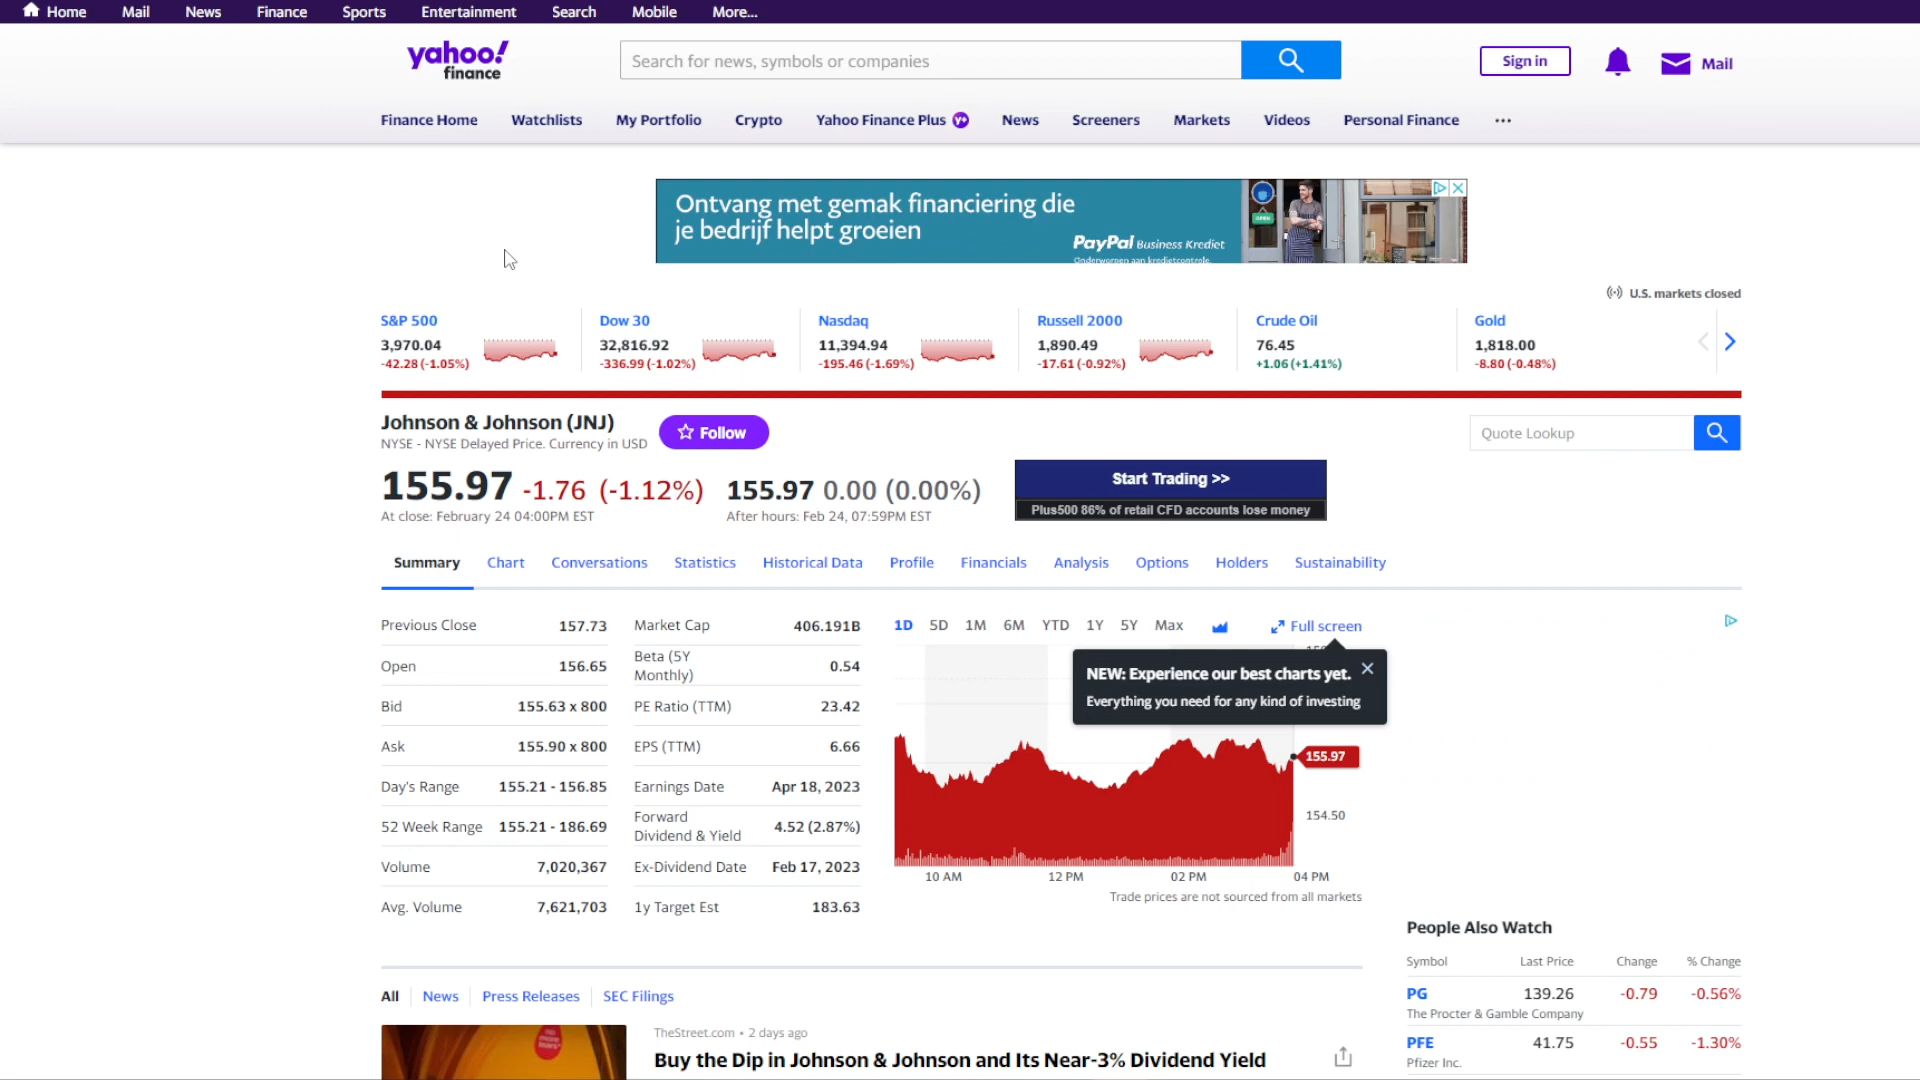 Home Mail News Finance Sports Entertainment Search Mobile More...
yahoo!
finance
Search for news, symbols or companies
Sign in
Mail
Finance Home Watchlists My Portfolio Crypto Yahoo Finance Plus News Screeners Markets Videos Personal Finance ...
Ontvang met gemak financiering die
je bedrijf helpt groeien
PayPal Business Krediet
Onderworpen aan kredietcontrole.
OPEN
U.S. markets closed
S&P 500
3,970.04
-42.28 (-1.05%)
Dow 30
32,816.92
-336.99 (-1.02%)
Nasdaq
11,394.94
-195.46 (-1.69%)
Russell 2000
1,890.49
-17.61 (-0.92%)
Crude Oil
76.45
+1.06 (+1.41%)
Gold
1,818.00
-8.80 (-0.48%)
Johnson & Johnson (JNJ)
NYSE - NYSE Delayed Price. Currency in USD
Follow
Quote Lookup
155.97 -1.76 (-1.12%)
At close: February 24 04:00PM EST
155.97 0.00 (0.00%)
After hours: Feb 24, 07:59PM EST
Start Trading >>
Plus500 86% of retail CFD accounts lose money
Summary Chart Conversations Statistics Historical Data Profile Financials Analysis Options Holders Sustainability
Previous Close 157.73
Open 156.65
Bid 155.63 x 800
Ask 155.90 x 800
Day's Range 155.21 - 156.85
52 Week Range 155.21 - 186.69
Volume 7,020,367
Avg. Volume 7,621,703
Market Cap 406.191B
Beta (5Y
Monthly) 0.54
PE Ratio (TTM) 23.42
EPS (TTM) 6.66
Earnings Date Apr 18, 2023
Forward
Dividend & Yield 4.52 (2.87%)
Ex-Dividend Date Feb 17, 2023
1y Target Est 183.63
1D 5D 1M 6M YTD 1Y 5Y Max Full screen
NEW: Experience our best charts yet.
Everything you need for any kind of investing
155.97
154.50
10 AM 12 PM 02 PM 04 PM
Trade prices are not sourced from all markets
People Also Watch
Symbol Last Price Change % Change
PG 139.26 -0.79 -0.56%
The Procter & Gamble Company
PFE 41.75 -0.55 -1.30%
Pfizer Inc.
All News Press Releases SEC Filings
TheStreet.com • 2 days ago
Buy the Dip in Johnson & Johnson and Its Near-3% Dividend Yield